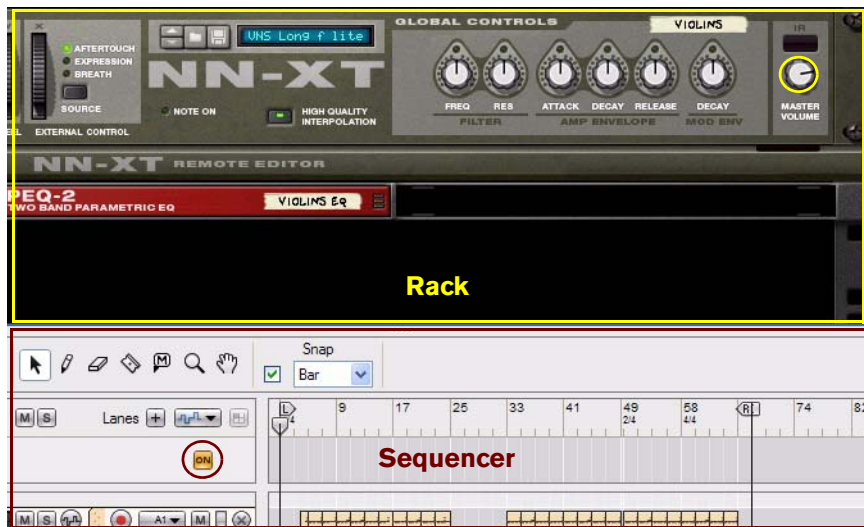 AFTERTOUCH
EXPRESSION
BREATH
SOURCE
EXTERNAL CONTROL
VNS Long f lite
NN-XT
NOTE ON
HIGH QUALITY
INTERPOLATION
GLOBAL CONTROLS
VIOLINS
FREQ RES ATTACK DECAY RELEASE DECAY
FILTER AMP ENVELOPE MOD ENV
MASTER
VOLUME
NN-XT REMOTE EDITOR
PEQ-2
TWO BAND PARAMETRIC EQ
VIOLINS EQ
Rack
M
Snap
Bar
M S Lanes +
L 9 17 25 33 41 49 58 R 74 82
4 2/4 4/4
ON
Sequencer
M S A1 M